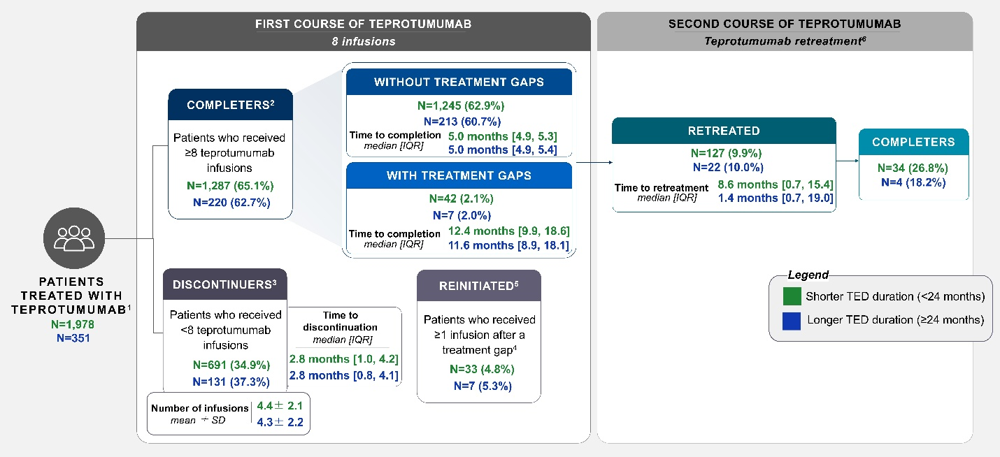 FIRST COURSE OF TEPROTUMUMAB
8 infusions
SECOND COURSE OF TEPROTUMUMAB
Teprotumumab retreatment⁶
PATIENTS
TREATED WITH
TEPROTUMUMAB¹
N=1,978
N=351
COMPLETERS²
Patients who received
≥8 teprotumumab
infusions
N=1,287 (65.1%)
N=220 (62.7%)
WITHOUT TREATMENT GAPS
N=1,245 (62.9%)
N=213 (60.7%)
Time to completion 5.0 months [4.9, 5.3]
median [IQR] 5.0 months [4.9, 5.4]
WITH TREATMENT GAPS
N=42 (2.1%)
N=7 (2.0%)
Time to completion 12.4 months [9.9, 18.6]
median [IQR] 11.6 months [8.9, 18.1]
RETREATED
N=127 (9.9%)
N=22 (10.0%)
Time to retreatment 8.6 months [0.7, 15.4]
median [IQR] 1.4 months [0.7, 19.0]
COMPLETERS
N=34 (26.8%)
N=4 (18.2%)
DISCONTINUERS³
Patients who received
<8 teprotumumab
infusions
N=691 (34.9%)
N=131 (37.3%)
Time to
discontinuation
median [IQR]
2.8 months [1.0, 4.2]
2.8 months [0.8, 4.1]
Number of infusions 4.4± 2.1
mean ÷ SD 4.3± 2.2
REINITIATED⁵
Patients who received
≥1 infusion after a
treatment gap⁴
N=33 (4.8%)
N=7 (5.3%)
Legend
Shorter TED duration (<24 months)
Longer TED duration (≥24 months)